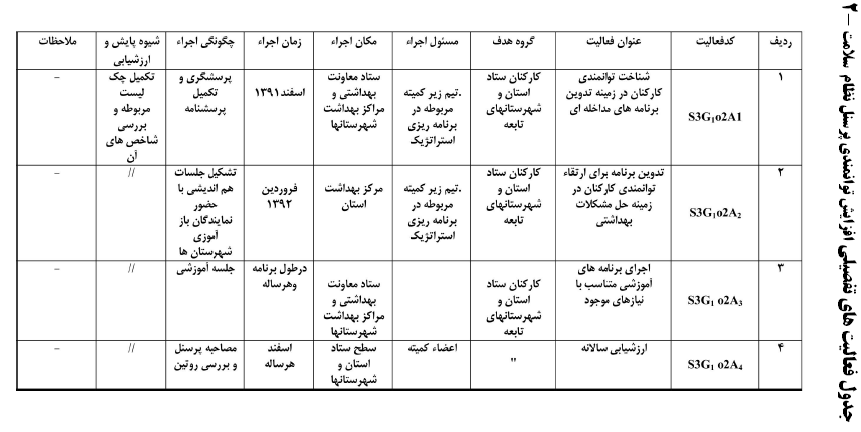 ۲ – جدول فعالیت های تفصیلی افزایش توانمندی پرسنل نظام سلامت
ردیف کدفعالیت عنوان فعالیت گروه هدف مسئول اجراء مکان اجراء زمان اجراء چگونگی اجراء شیوه پایش و ملاحظات
ارزشیابی
۱ شناخت توانمندی کارکنان ستاد .تیم زیر کمیته ستاد معاونت اسفند۱۳۹۱ پرسشگری و تکمیل چک –
کارکنان در زمینه تدوین استان و مربوطه در بهداشتی و تکمیل لیست
S3G1o2A1 برنامه های مداخله ای شهرستانهای برنامه ریزی مراکز بهداشت پرسشنامه مربوطه و
تابعه استراتژیک شهرستانها بررسی
شاخص های
آن
۲ تدوین برنامه برای ارتقاء کارکنان ستاد .تیم زیر کمیته مرکز بهداشت فروردین تشکیل جلسات // –
توانمندی کارکنان در استان و مربوطه در استان ۱۳۹۲ هم اندیشی با
S3G1o2A2 زمینه حل مشکلات شهرستانهای برنامه ریزی حضور
بهداشتی تابعه استراتژیک نمایندگان باز
آموزی
شهرستان ها
۳ اجرای برنامه های درطول برنامه جلسه آموزشی // –
آموزشی متناسب با کارکنان ستاد ستاد معاونت وهرساله
S3G1 o2A3 نیازهای موجود استان و بهداشتی و
شهرستانهای مراکز بهداشت
تابعه شهرستانها
۴ ارزشیابی سالانه " اعضاء کمیته سطح ستاد اسفند مصاحبه پرسنل // –
S3G1 o2A4 استان و هرساله و بررسی روتین
شهرستانها